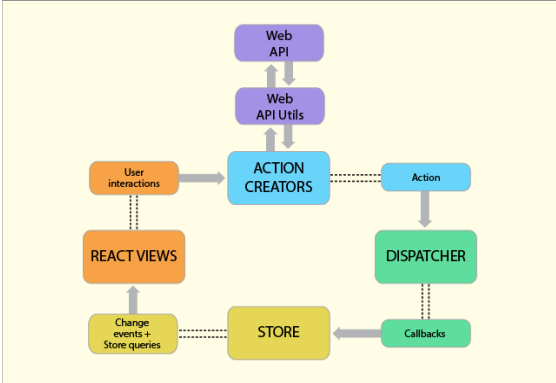 Web
API
Web
API Utils
User
interactions
ACTION
CREATORS
Action
REACT VIEWS
DISPATCHER
Change
events +
Store queries
STORE
Callbacks